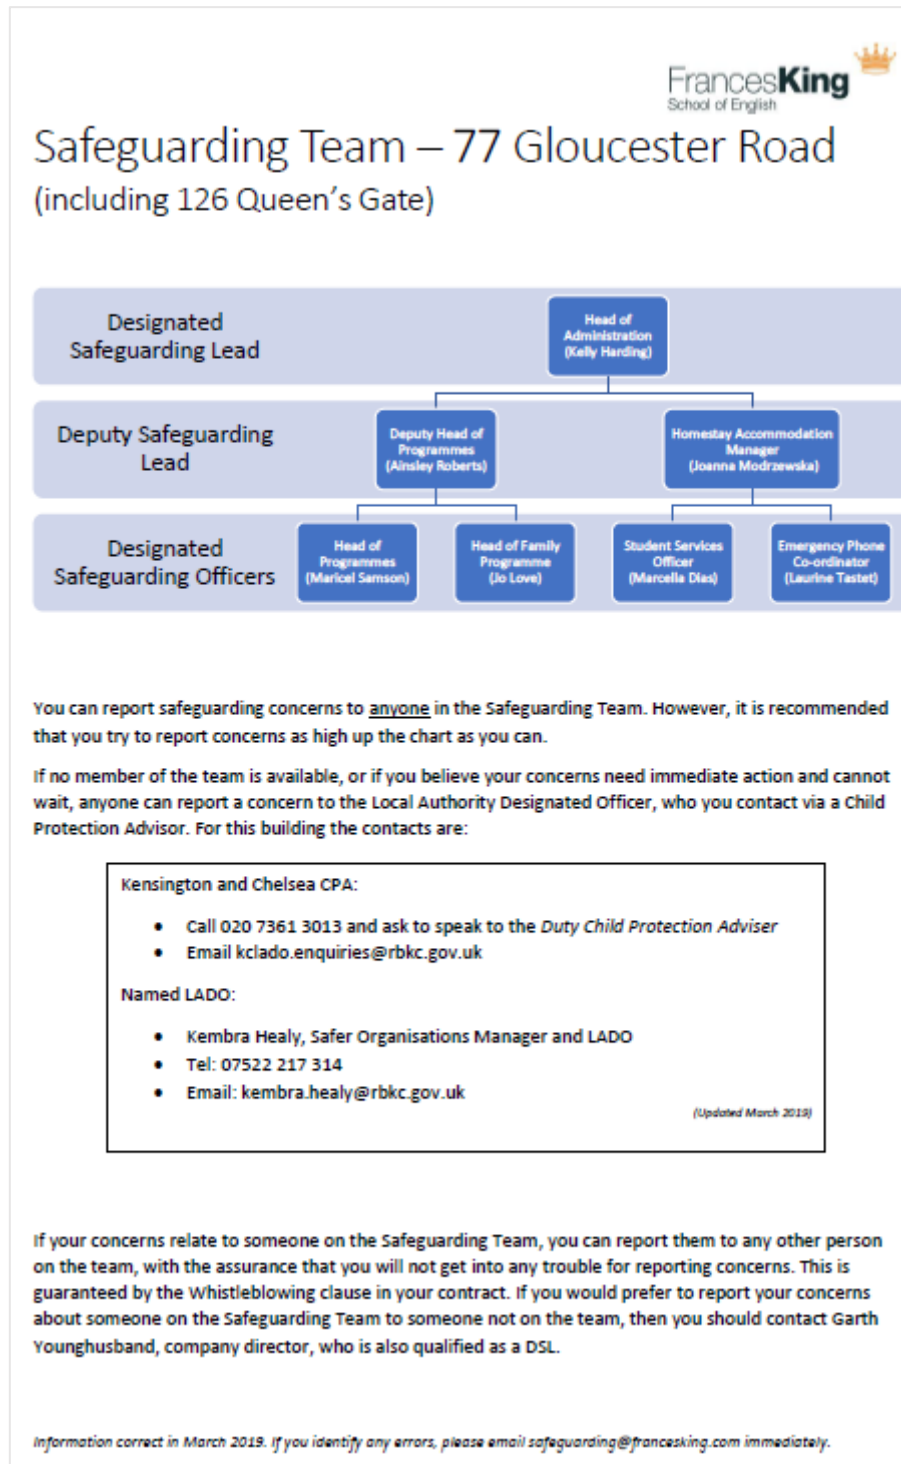 FrancesKing
School of English
Safeguarding Team – 77 Gloucester Road
(including 126 Queen's Gate)
Designated
Safeguarding Lead
Head of
Administration
(Kelly Harding)
Deputy Safeguarding
Lead
Deputy Head of
Programmes
(Ainsley Roberts)
Homestay Accommodation
Manager
(Joanna Modrzewska)
Designated
Safeguarding Officers
Head of
Programmes
(Maricel Samson)
Head of Family
Programme
(Jo Love)
Student Services
Officer
(Marcella Dias)
Emergency Phone
Co-ordinator
(Laurine Tastet)
You can report safeguarding concerns to anyone in the Safeguarding Team. However, it is recommended
that you try to report concerns as high up the chart as you can.
If no member of the team is available, or if you believe your concerns need immediate action and cannot
wait, anyone can report a concern to the Local Authority Designated Officer, who you contact via a Child
Protection Advisor. For this building the contacts are:
Kensington and Chelsea CPA:
• Call 020 7361 3013 and ask to speak to the Duty Child Protection Adviser
• Email kclado.enquiries@rbkc.gov.uk
Named LADO:
• Kembra Healy, Safer Organisations Manager and LADO
• Tel: 07522 217 314
• Email: kembra.healy@rbkc.gov.uk
(Updated March 2019)
If your concerns relate to someone on the Safeguarding Team, you can report them to any other person
on the team, with the assurance that you will not get into any trouble for reporting concerns. This is
guaranteed by the Whistleblowing clause in your contract. If you would prefer to report your concerns
about someone on the Safeguarding Team to someone not on the team, then you should contact Garth
Younghusband, company director, who is also qualified as a DSL.
Information correct in March 2019. If you identify any errors, please email safeguarding@francesking.com immediately.